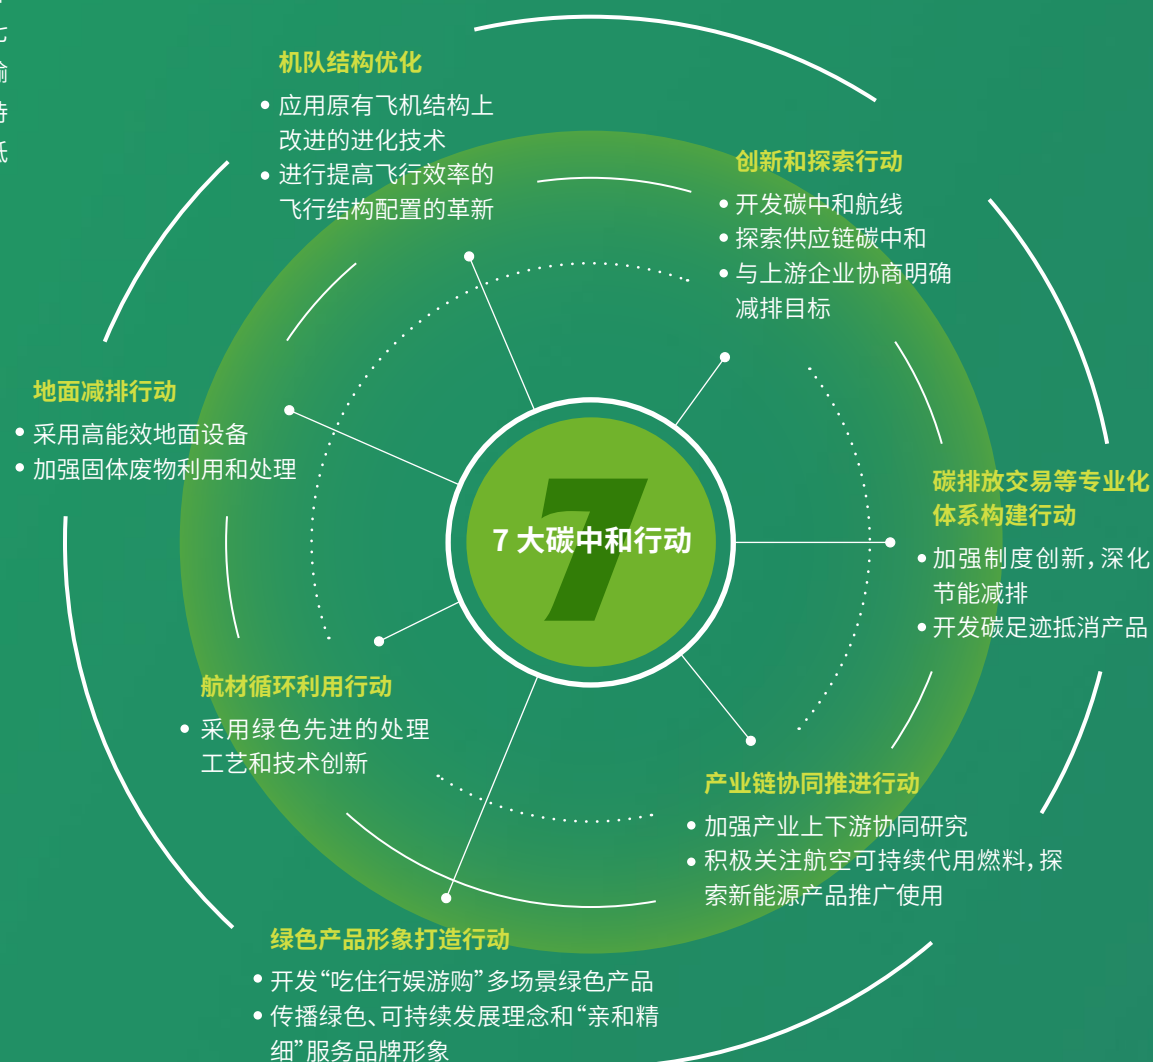 七
输
持
低
机队结构优化
应用原有飞机结构上
改进的进化技术
进行提高飞行效率的
飞行结构配置的革新
创新和探索行动
开发碳中和航线
探索供应链碳中和
与上游企业协商明确
减排目标
地面减排行动
采用高能效地面设备
加强固体废物利用和处理
碳排放交易等专业化
体系构建行动
加强制度创新，深化
节能减排
开发碳足迹抵消产品
7
7 大碳中和行动
航材循环利用行动
采用绿色先进的处理
工艺和技术创新
产业链协同推进行动
加强产业上下游协同研究
积极关注航空可持续代用燃料，探
索新能源产品推广使用
绿色产品形象打造行动
开发“吃住行娱游购”多场景绿色产品
传播绿色、可持续发展理念和“亲和精
细”服务品牌形象